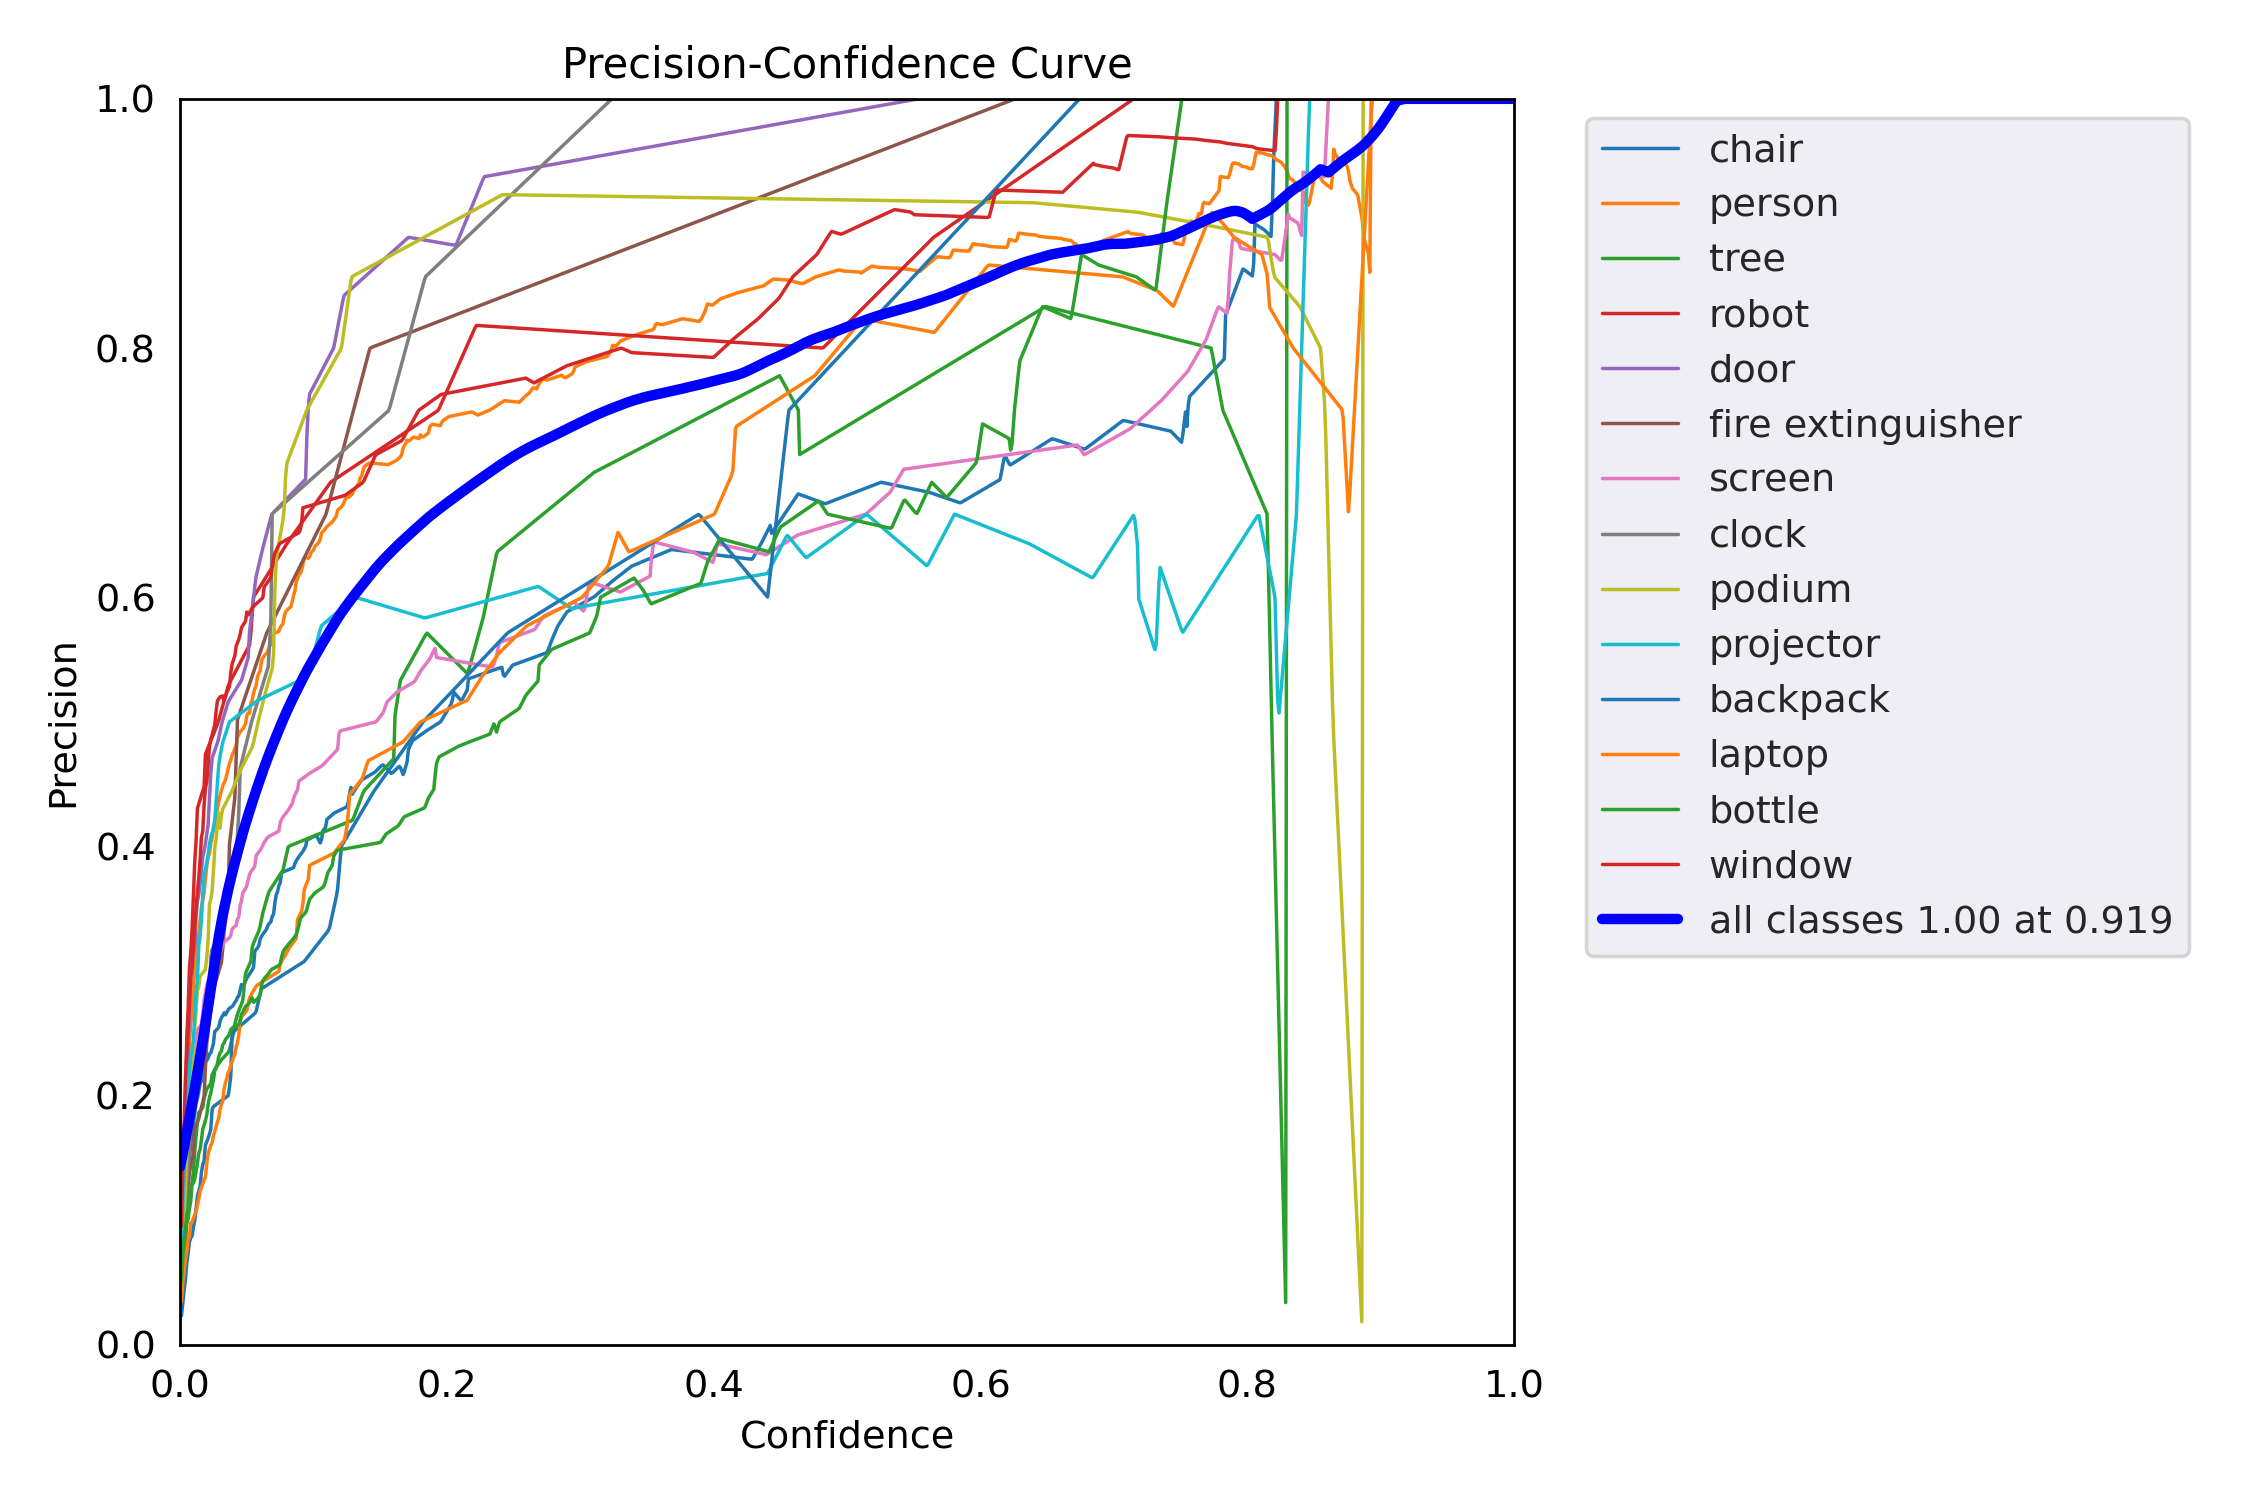 Precision-Confidence Curve
1.0
0.8
0.6
0.4
0.2
0.0
Precision
0.0 0.2 0.4 0.6 0.8 1.0
Confidence
chair
person
tree
robot
door
fire extinguisher
screen
clock
podium
projector
backpack
laptop
bottle
window
all classes 1.00 at 0.919